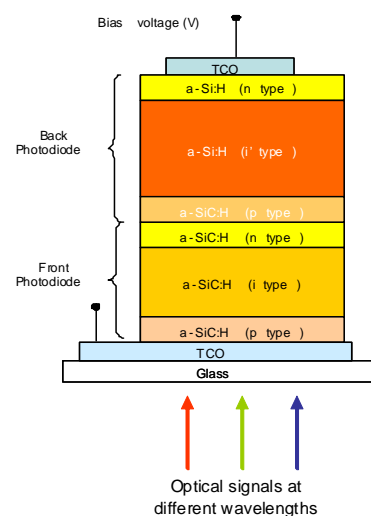 Bias voltage (V)
TCO
a-Si:H (n type )
Back
Photodiode
a-Si:H (i' type )
a-SiC:H (p type )
a-SiC:H (n type )
Front
Photodiode
a-SiC:H (i type )
a-SiC:H (p type )
TCO
Glass
Optical signals at
different wavelengths